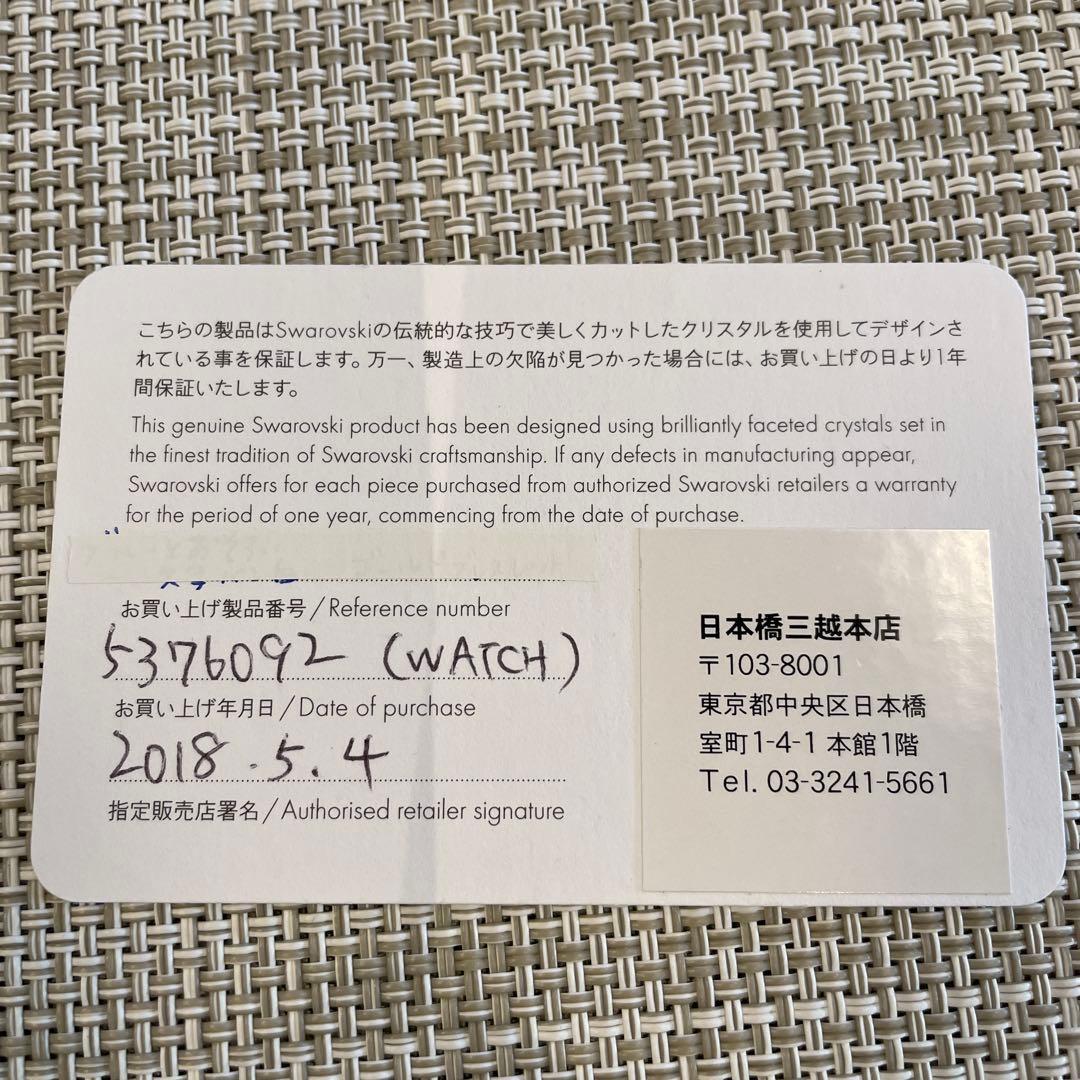 こちらの製品はSwarovskiの伝統的な技巧で美しくカットしたクリスタルを使用してデザインさ
れている事を保証します。万一、製造上の欠陥が見つかった場合には、お買い上げの日より1年
間保証いたします。
This genuine Swarovski product has been designed using brilliantly faceted crystals set in
the finest tradition of Swarovski craftsmanship. If any defects in manufacturing appear,
Swarovski offers for each piece purchased from authorized Swarovski retailers a warranty
for the period of one year, commencing from the date of purchase.
お買い上げ製品番号/Reference number
5376092 (WATCH)
お買い上げ年月日/Date of purchase
2018.5.4
指定販売店署名/Authorised retailer signature
日本橋三越本店
〒103-8001
東京都中央区日本橋
室町1-4-1 本館1階
Tel. 03-3241-5661